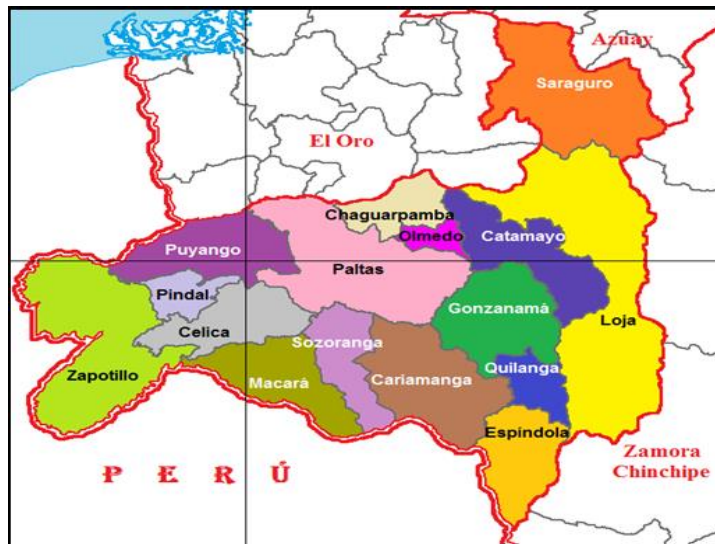 Azuay
Saraguro
El Oro
Chaguarpamba
Olmedo
Catamayo
Puyango
Paltas
Pindal
Gonzanamá
Loja
Celica
Sozoranga
Quilanga
Zapotillo
Macará
Cariamanga
Espíndola
Zamora
Chinchipe
PERÚ